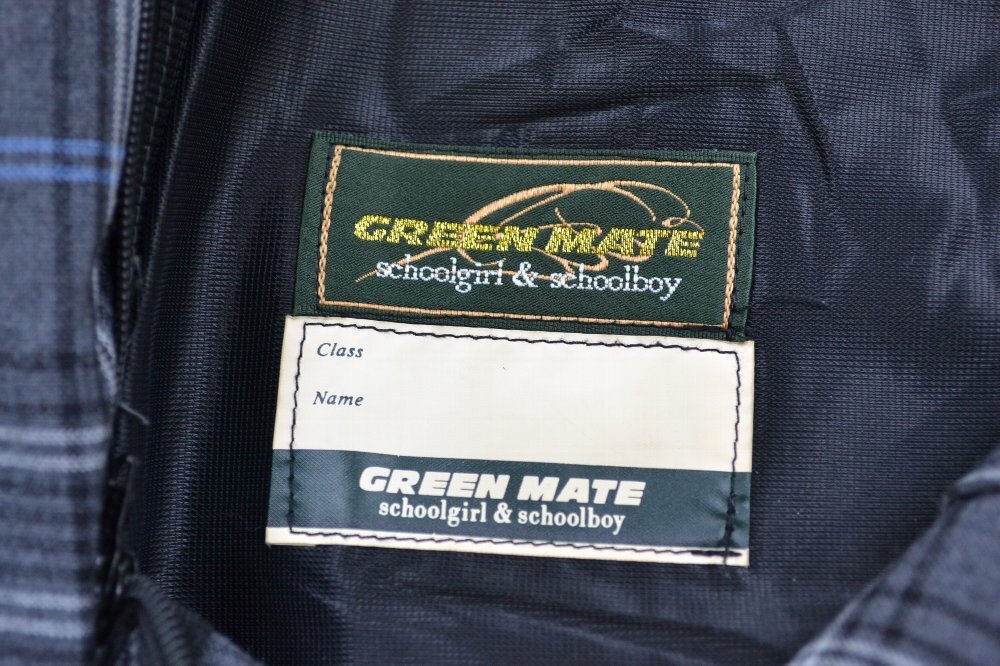 GREEN MATE
schoolgirl & schoolboy
Class
Name
GREEN MATE
schoolgirl & schoolboy